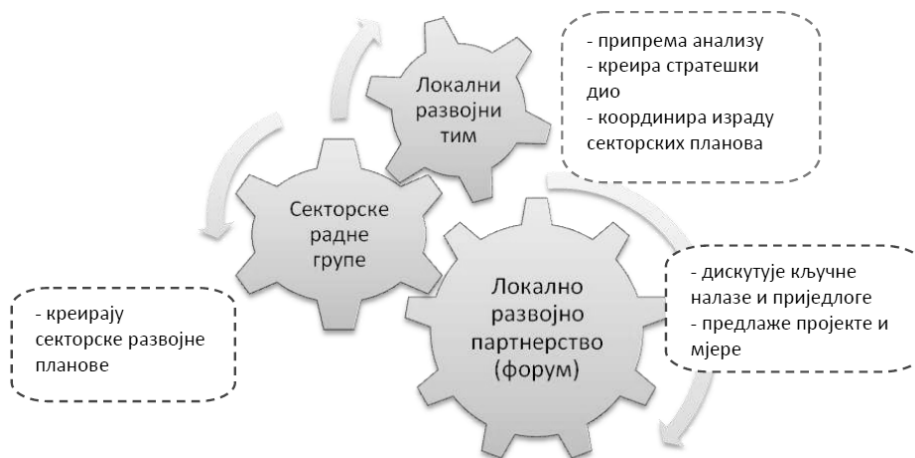 Локални
развојни
тим
- припрема анализу
- креира стратешки
дио
- координира израду
секторских планова
Секторске
радне
групе
- креирају
секторске развојне
планове
Локално
развојно
партнерство
(форум)
- дискутује кључне
налазе и приједлоге
- предлаже пројекте и
мјере